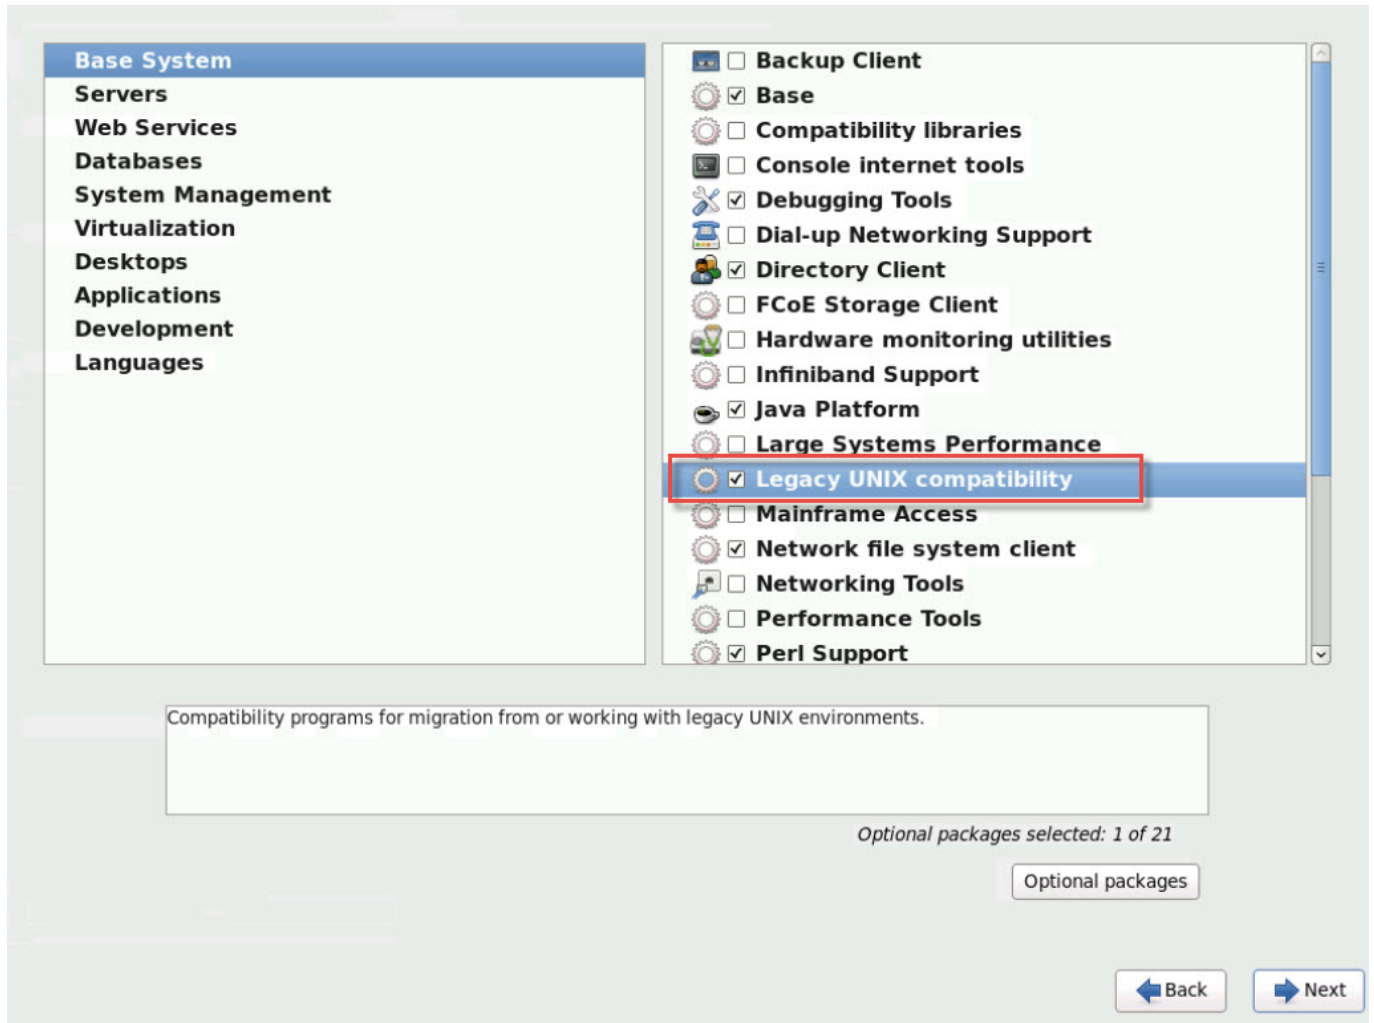 Base System
Servers
Web Services
Databases
System Management
Virtualization
Desktops
Applications
Development
Languages
Backup Client
Base
Compatibility libraries
Console internet tools
Debugging Tools
Dial-up Networking Support
Directory Client
FCoE Storage Client
Hardware monitoring utilities
Infiniband Support
Java Platform
Large Systems Performance
Legacy UNIX compatibility
Mainframe Access
Network file system client
Networking Tools
Performance Tools
Perl Support
Compatibility programs for migration from or working with legacy UNIX environments.
Optional packages selected: 1 of 21
Optional packages
Back
Next